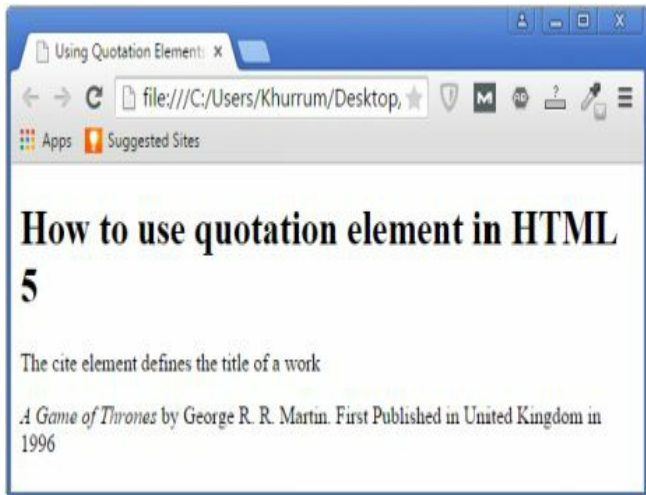 Using Quotation Element:
file:///C:/Users/Khurrum/Desktop,
Apps Suggested Sites
How to use quotation element in HTML
5
The cite element defines the title of a work
A Game of Thrones by George R. R. Martin. First Published in United Kingdom in
1996